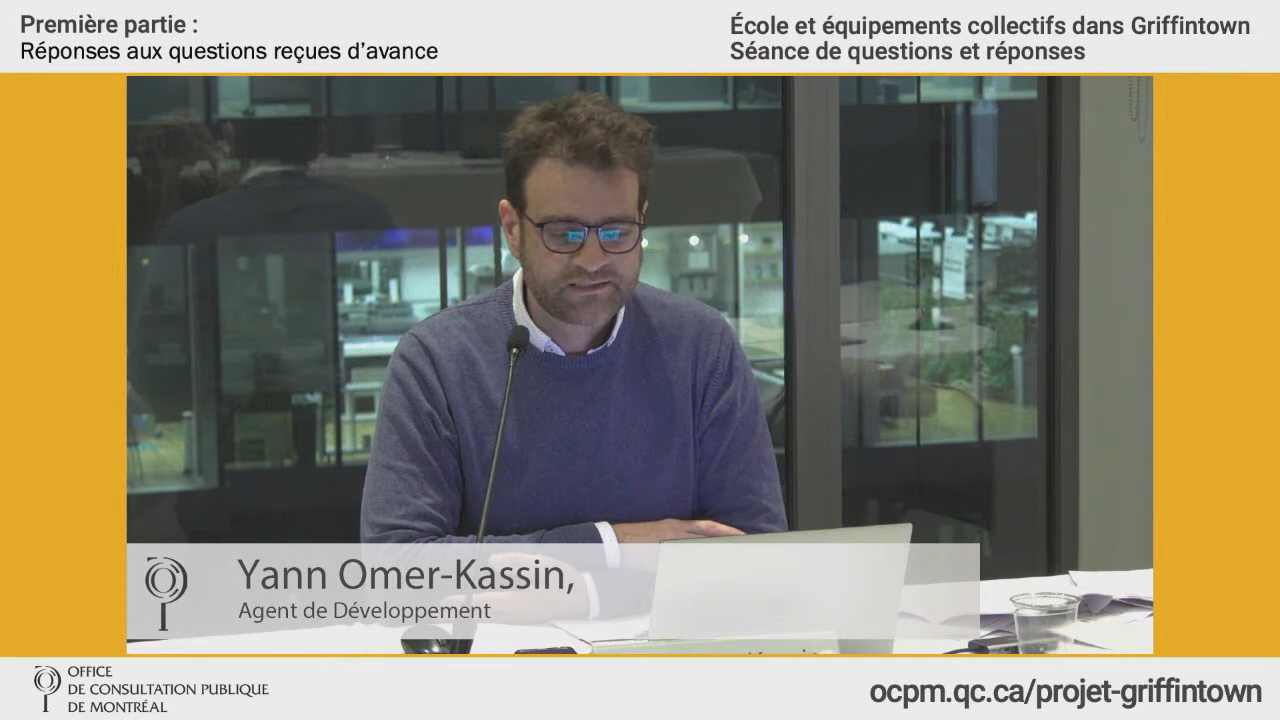 Première partie :
Réponses aux questions reçues d’avance
École et équipements collectifs dans Griffintown
Séance de questions et réponses
Yann Omer-Kassin,
Agent de Développement
OFFICE
DE CONSULTATION PUBLIQUE
DE MONTRÉAL
ocpm.qc.ca/projet-griffintown